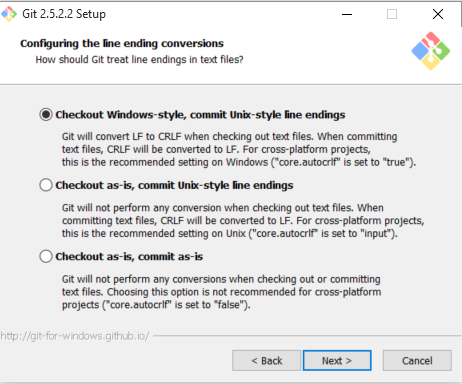 Git 2.5.2.2 Setup
Configuring the line ending conversions
How should Git treat line endings in text files?
Checkout Windows-style, commit Unix-style line endings
Git will convert LF to CRLF when checking out text files. When committing
text files, CRLF will be converted to LF. For cross-platform projects,
this is the recommended setting on Windows ("core.autocrlf" is set to "true").
Checkout as-is, commit Unix-style line endings
Git will not perform any conversion when checking out text files. When
committing text files, CRLF will be converted to LF. For cross-platform projects,
this is the recommended setting on Unix ("core.autocrlf" is set to "input").
Checkout as-is, commit as-is
Git will not perform any conversions when checking out or committing
text files. Choosing this option is not recommended for cross-platform
projects ("core.autocrlf" is set to "false").
http://git-for-windows.github.io/
< Back
Next >
Cancel